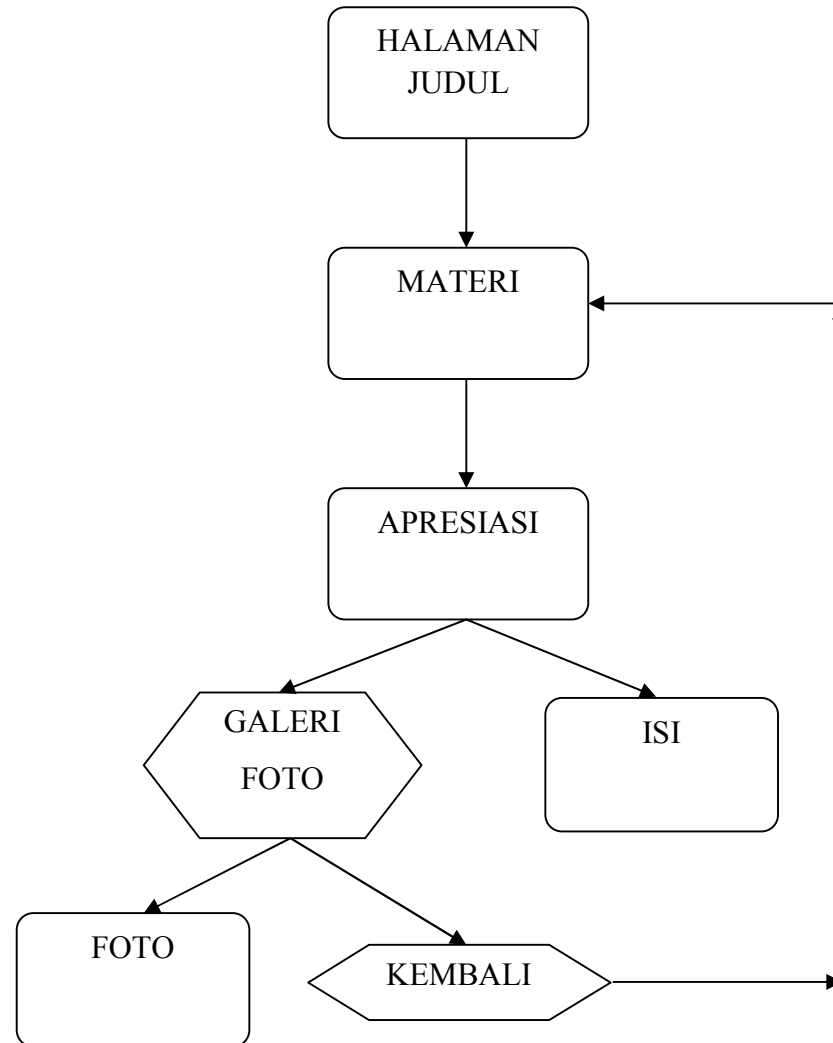 HALAMAN
JUDUL
MATERI
APRESIASI
GALERI
FOTO
ISI
FOTO
KEMBALI